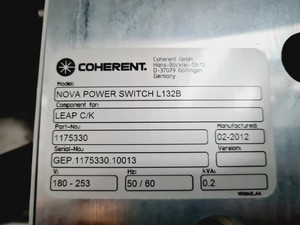 COHERENT.
Coherent GmbH
Hans-Böckler-Str.12
D-37079 Göttingen
Germany
Model:
NOVA POWER SWITCH L132B
Component for:
LEAP C/K
Part-No.: Manufactured:
1175330 02-2012
Serial-No.: Version:
GEP.1175330.10013
V: Hz: kVA:
180 - 253 50 / 60 0.2